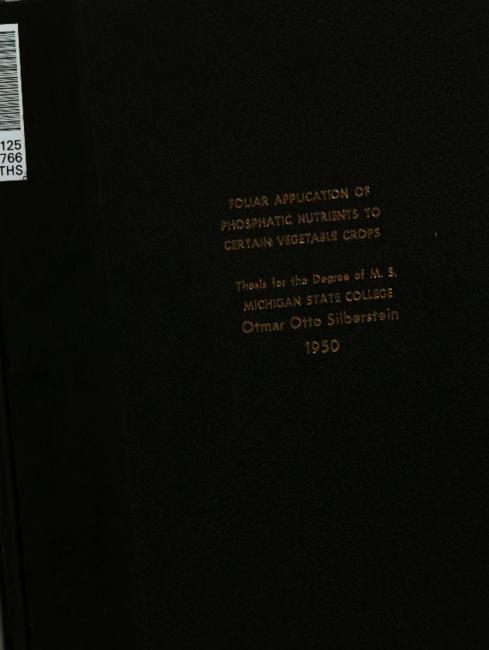 125
766
THS
FOLIAR APPLICATION OF
PHOSPHATIC NUTRIENTS TO
CERTAIN VEGETABLE CROPS
Thesis for the Degree of M. S.
MICHIGAN STATE COLLEGE
Otmar Otto Silberstein
1950